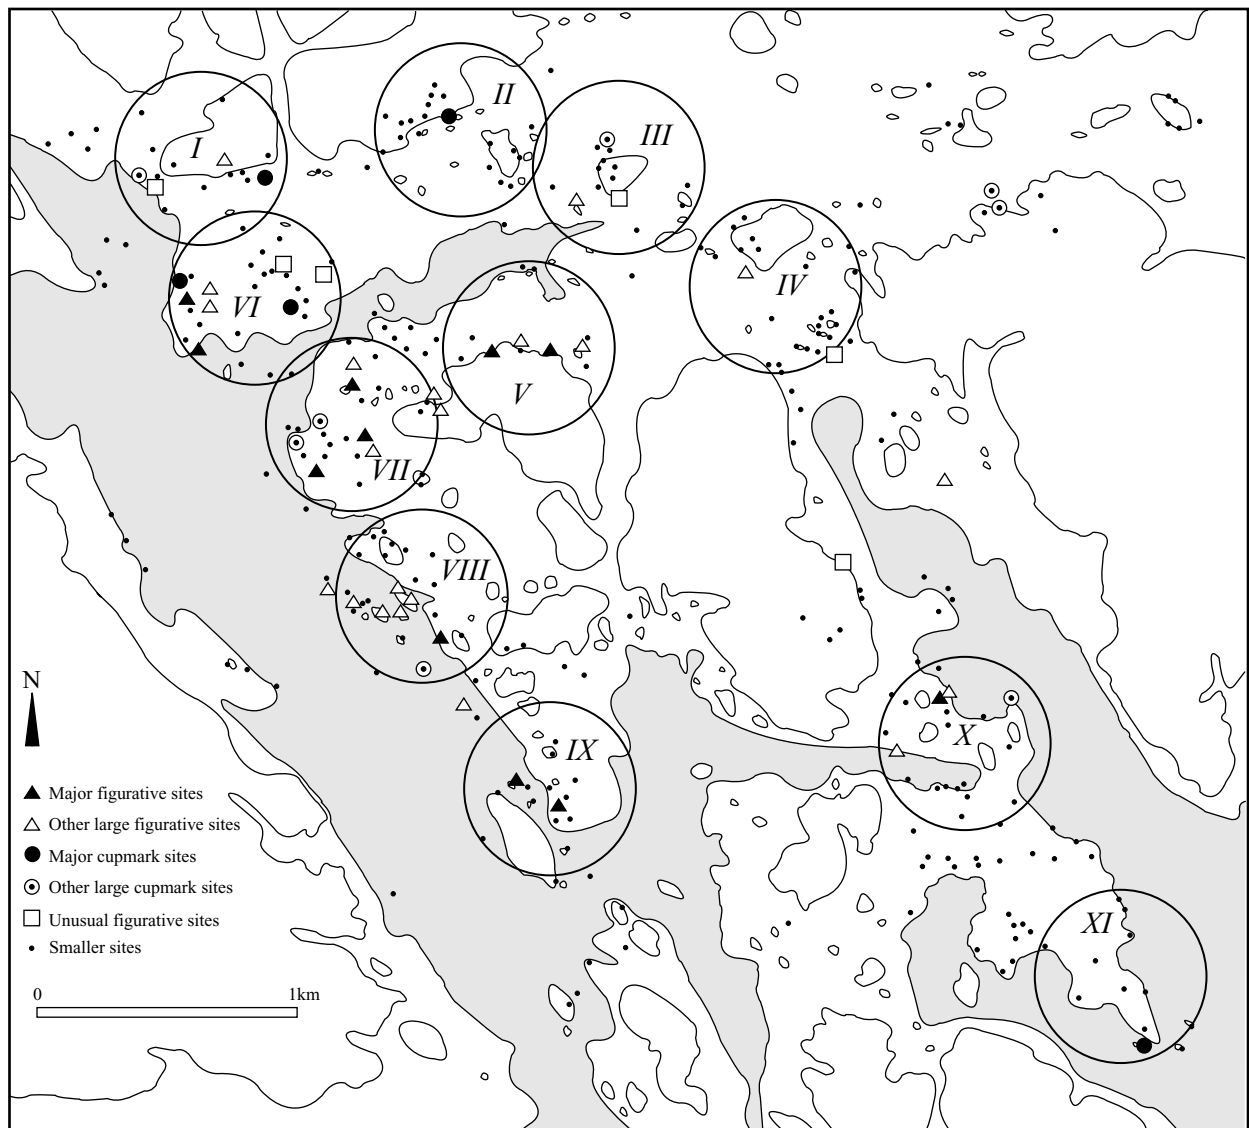 I
II
III
IV
V
VI
VII
VIII
IX
X
XI
N
Major figurative sites
Other large figurative sites
Major cupmark sites
Other large cupmark sites
Unusual figurative sites
Smaller sites
0 1km